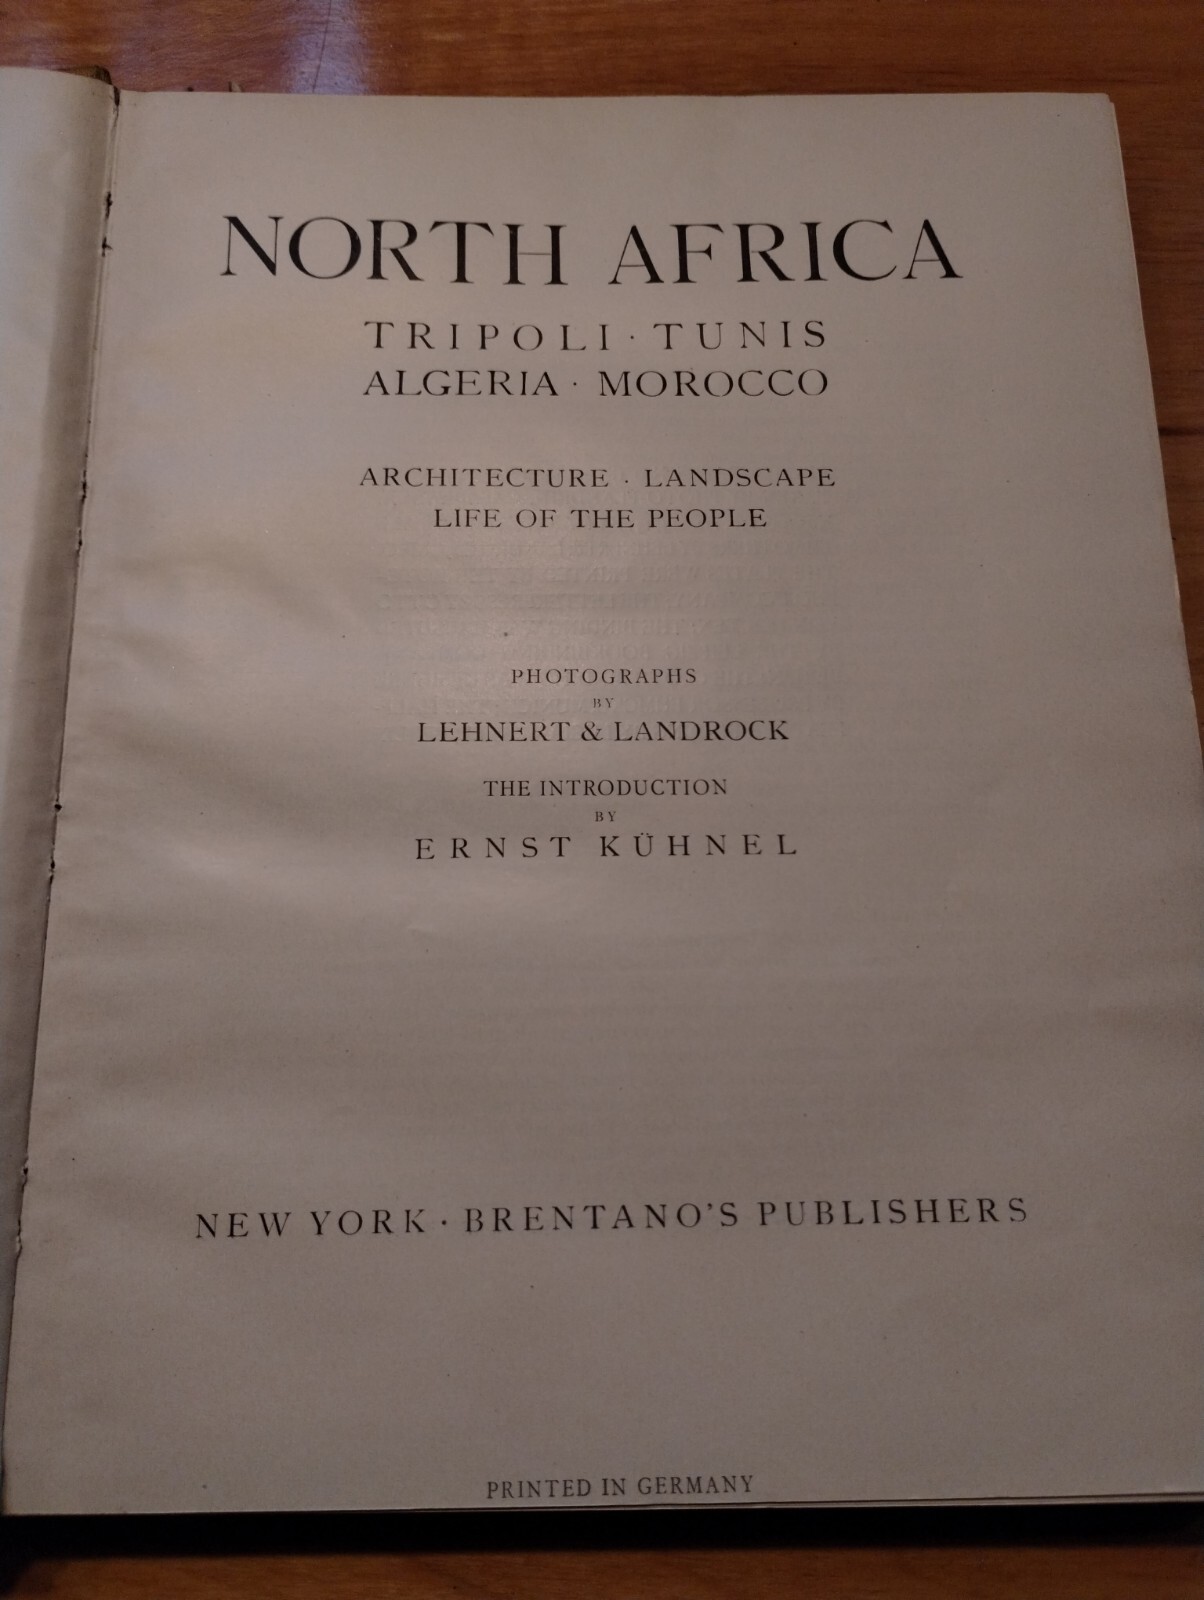 NORTH AFRICA
TRIPOLI · TUNIS
ALGERIA · MOROCCO
ARCHITECTURE · LANDSCAPE
LIFE OF THE PEOPLE
PHOTOGRAPHS
BY
LEHNERT & LANDROCK
THE INTRODUCTION
BY
ERNST KÜHNEL
NEW YORK · BRENTANO'S PUBLISHERS
PRINTED IN GERMANY